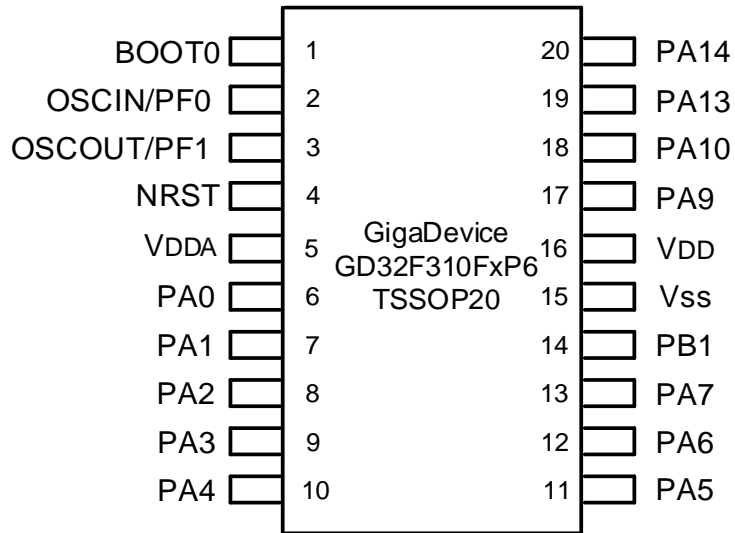 BOOT0 1 20 PA14
OSCIN/PF0 2 19 PA13
OSCOUT/PF1 3 18 PA10
NRST 4 17 PA9
VDDA 5 GigaDevice 16 VDD
GD32F310FxP6
PA0 6 TSSOP20 15 Vss
PA1 7 14 PB1
PA2 8 13 PA7
PA3 9 12 PA6
PA4 10 11 PA5